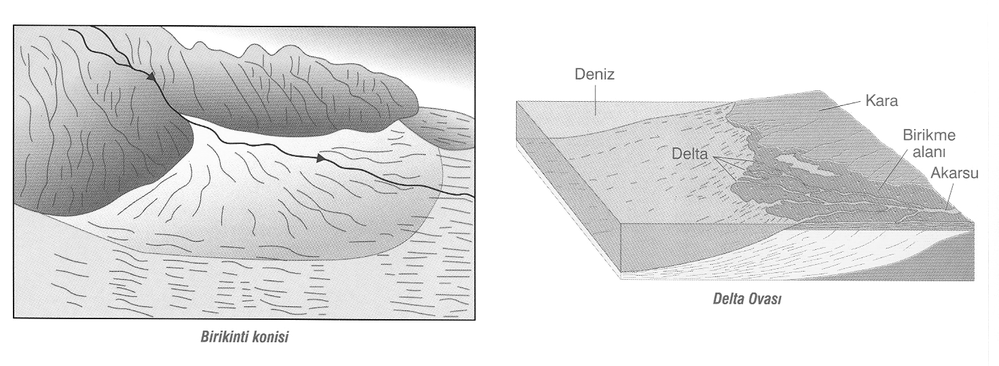 Birikinti konisi
Deniz
Kara
Delta
Birikme
alanı
Akarsu
Delta Ovası